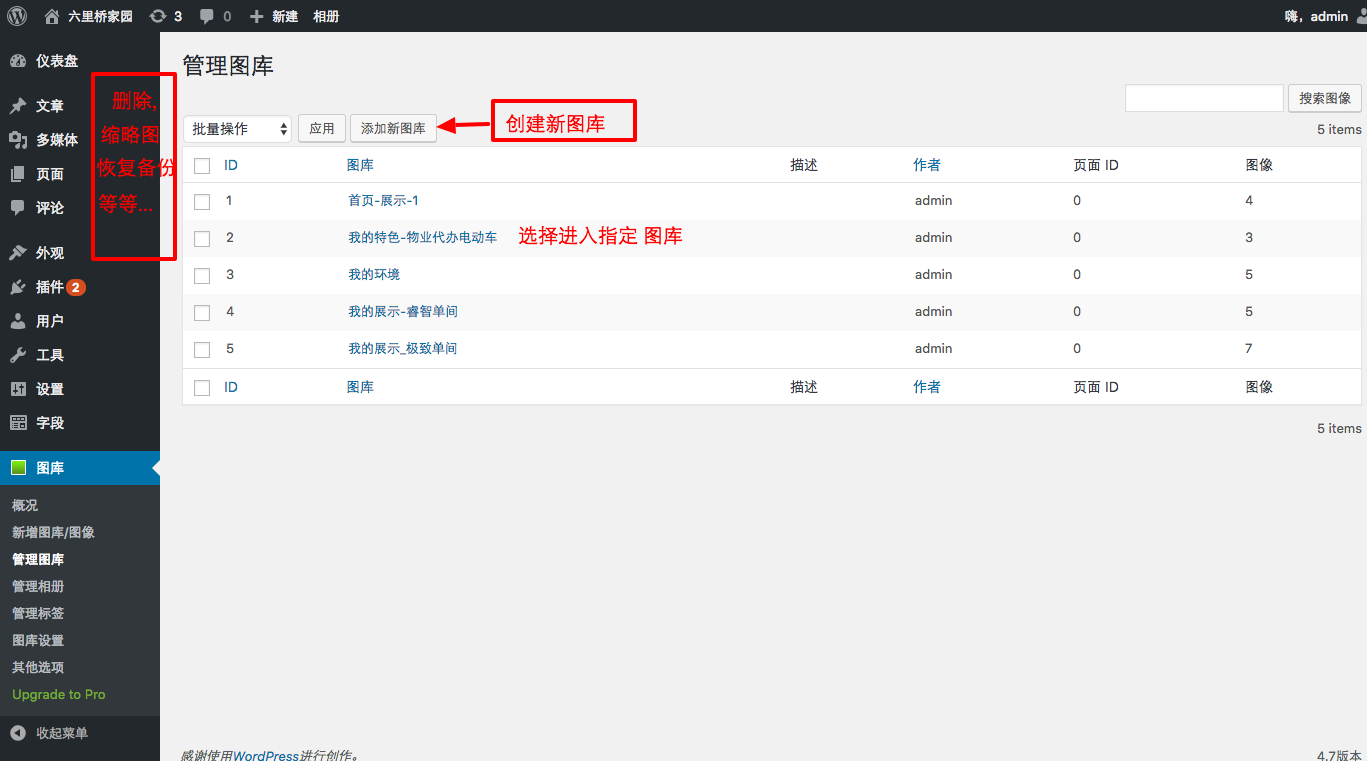 六里桥家园 3 0 新建 相册 嗨，admin
仪表盘
文章
多媒体
页面
评论
外观
插件 2
用户
工具
设置
字段
图库
概况
新增图库/图像
管理图库
管理相册
管理标签
图库设置
其他选项
Upgrade to Pro
收起菜单
删除,
缩略图
恢复备份
等等...
管理图库
搜索图像
批量操作 应用 添加新图库 创建新图库
5 items
ID 图库 描述 作者 页面 ID 图像
1 首页-展示-1 admin 0 4
2 我的特色-物业代办电动车 选择进入指定 图库 admin 0 3
3 我的环境 admin 0 5
4 我的展示-睿智单间 admin 0 5
5 我的展示_极致单间 admin 0 7
ID 图库 描述 作者 页面 ID 图像
5 items
感谢使用WordPress进行创作。 4.7版本